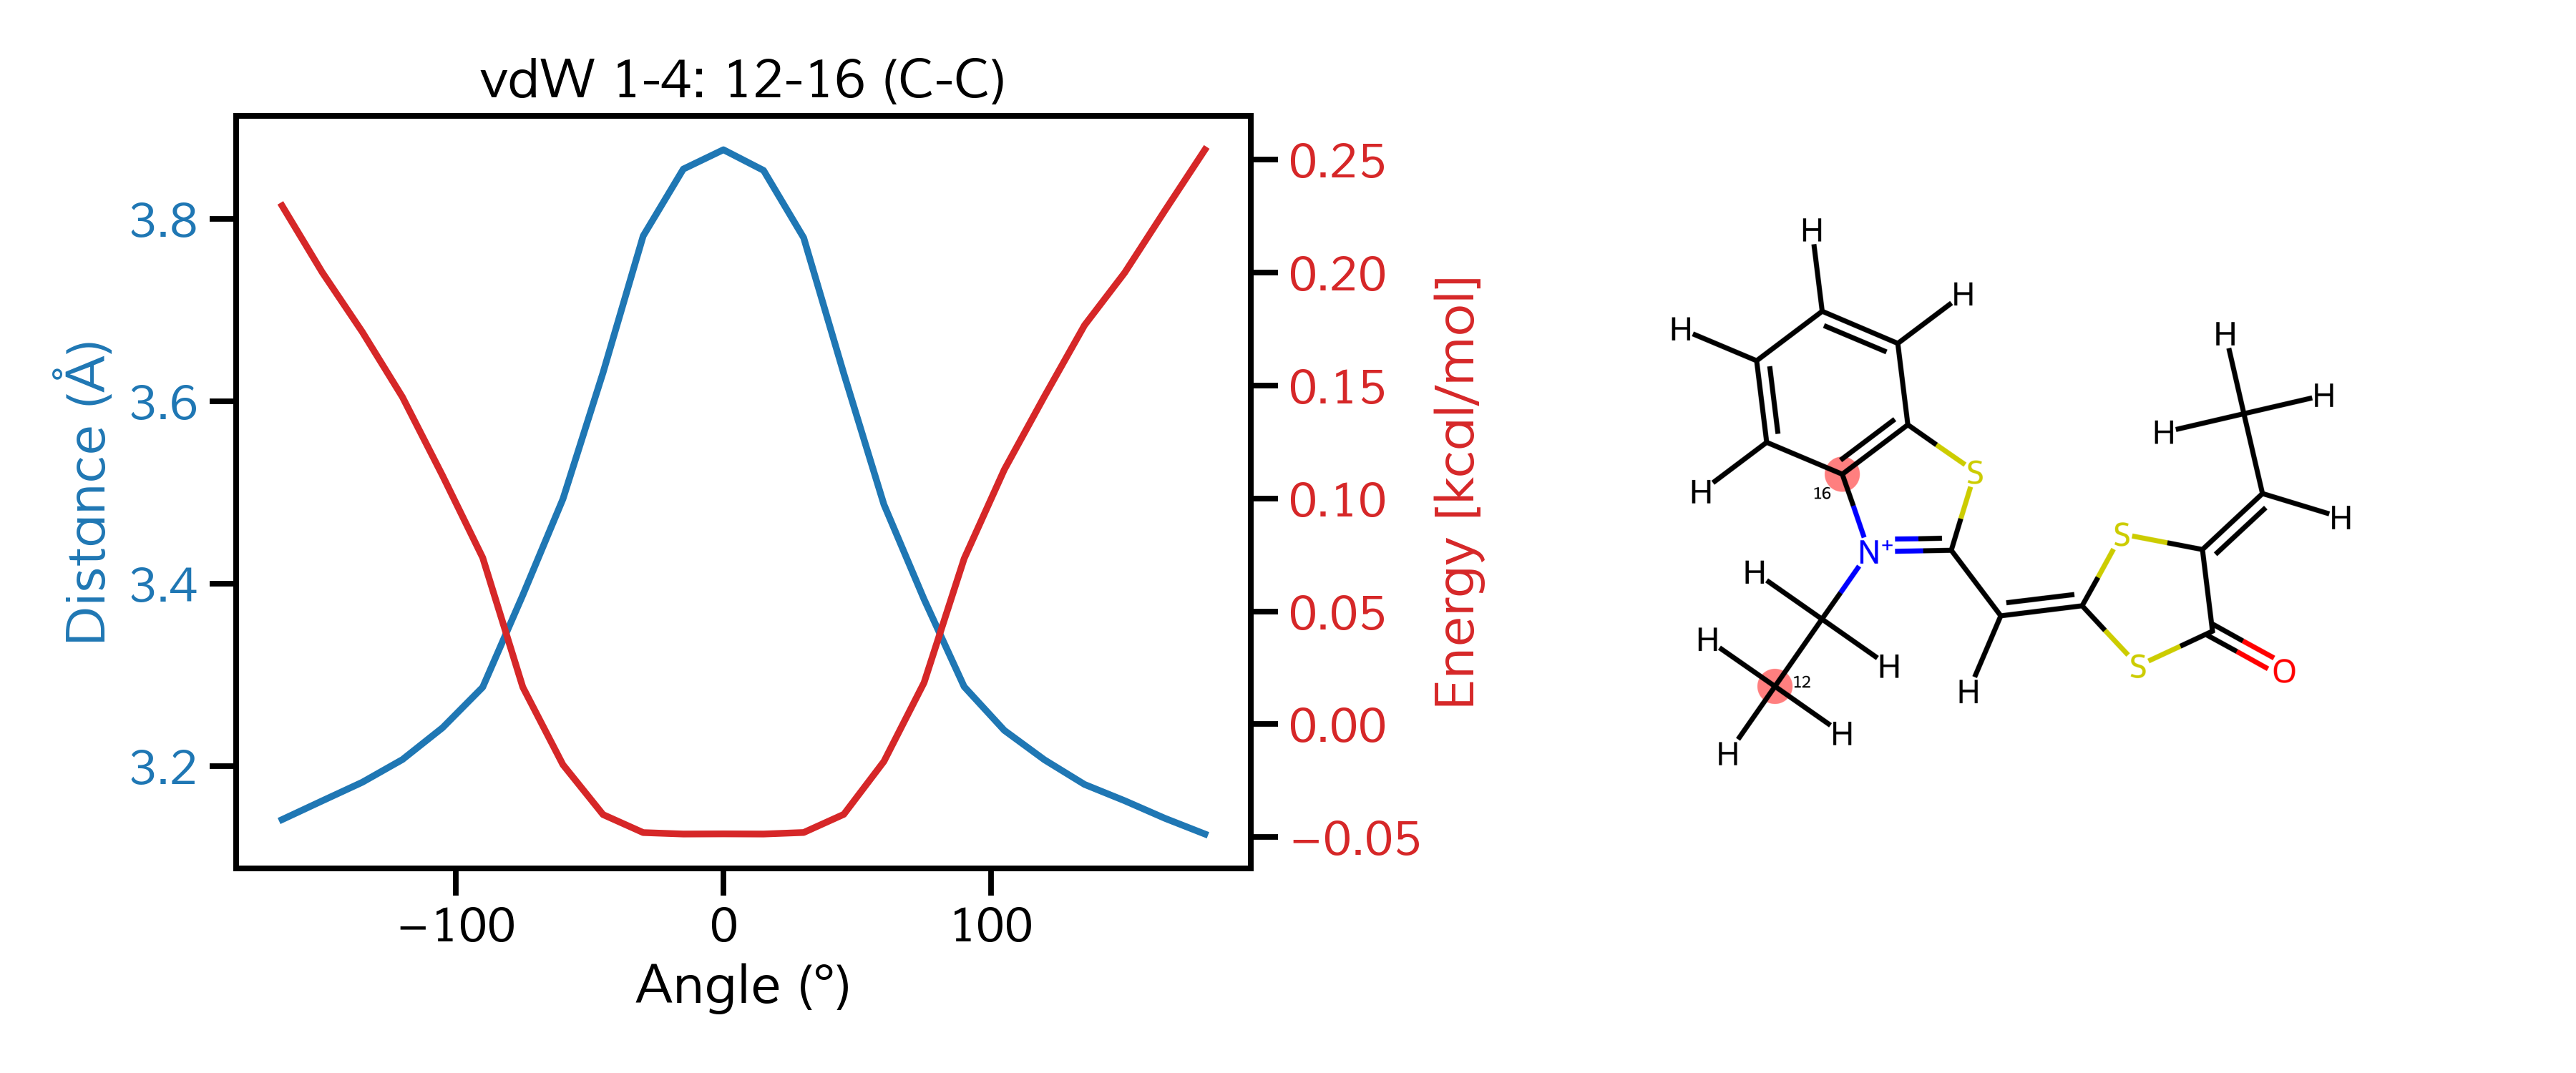 vdW 1-4: 12-16 (C-C)
Distance (Å)
3.8
3.6
3.4
3.2
0.25
0.20
0.15
0.10
0.05
0.00
−0.05
Energy [kcal/mol]
−100 0 100
Angle (°)
H
H
H
H
H
H
H
S
16
H
H
S
N+
H
H
H
S
O
12
H
H
H